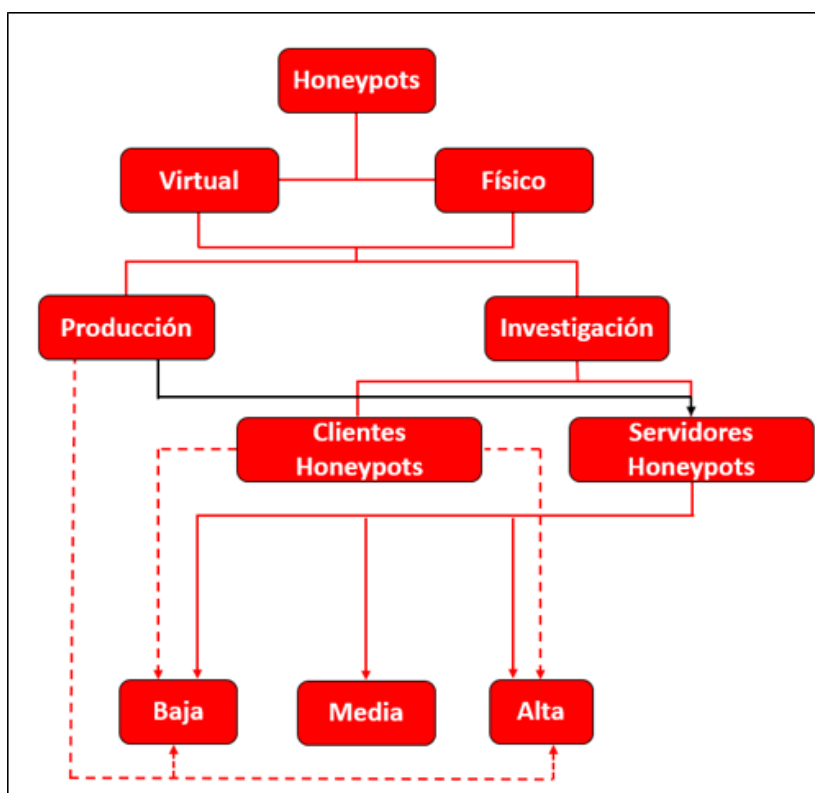 Honeypots
Virtual
Físico
Producción
Investigación
Clientes
Honeypots
Servidores
Honeypots
Baja
Media
Alta